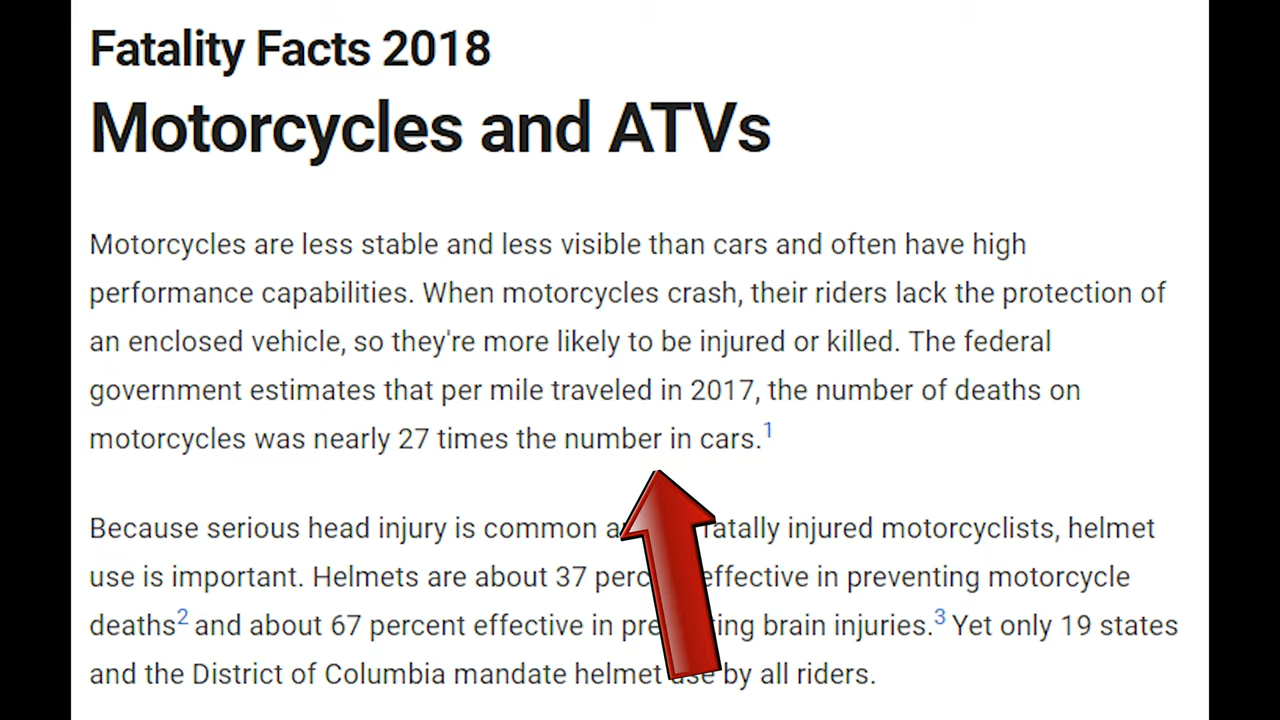 Fatality Facts 2018
Motorcycles and ATVs
Motorcycles are less stable and less visible than cars and often have high
performance capabilities. When motorcycles crash, their riders lack the protection of
an enclosed vehicle, so they're more likely to be injured or killed. The federal
government estimates that per mile traveled in 2017, the number of deaths on
motorcycles was nearly 27 times the number in cars.1
Because serious head injury is common fatally injured motorcyclists, helmet
use is important. Helmets are about 37 percent effective in preventing motorcycle
deaths2 and about 67 percent effective in preventing brain injuries.3 Yet only 19 states
and the District of Columbia mandate helmet use by all riders.